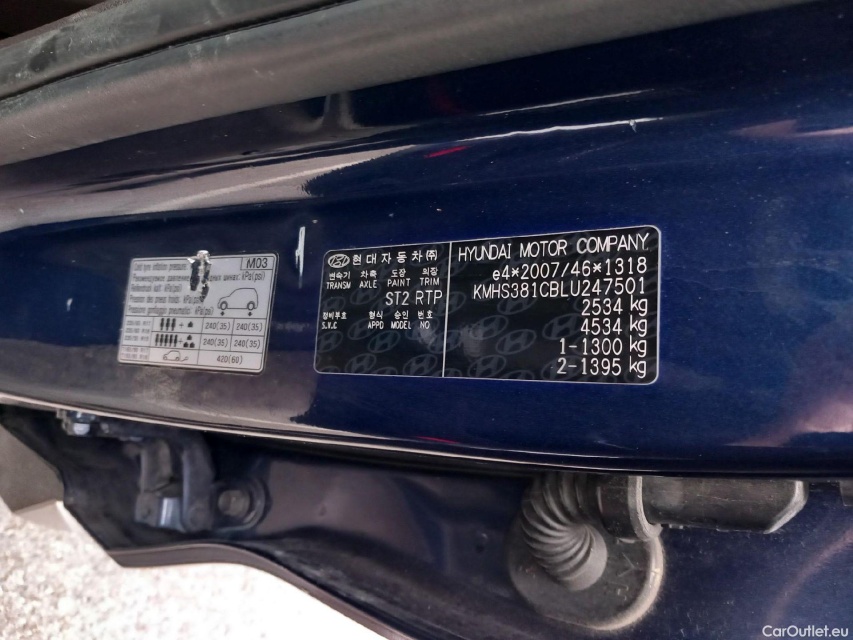 M03
240(35) 240(35)
240(35) 240(35)
420(60)
현대자동차㈜
변속기 차축 도장 외장
TRANSM AXLE PAINT TRIM
ST2 RTP
정비부호 형식 승인 번호
S.V.C APPD MODEL NO
HYUNDAI MOTOR COMPANY
e4*2007/46*1318
KMHS381CBLU247501
2534 kg
4534 kg
1-1300 kg
2-1395 kg
CarOutlet.eu